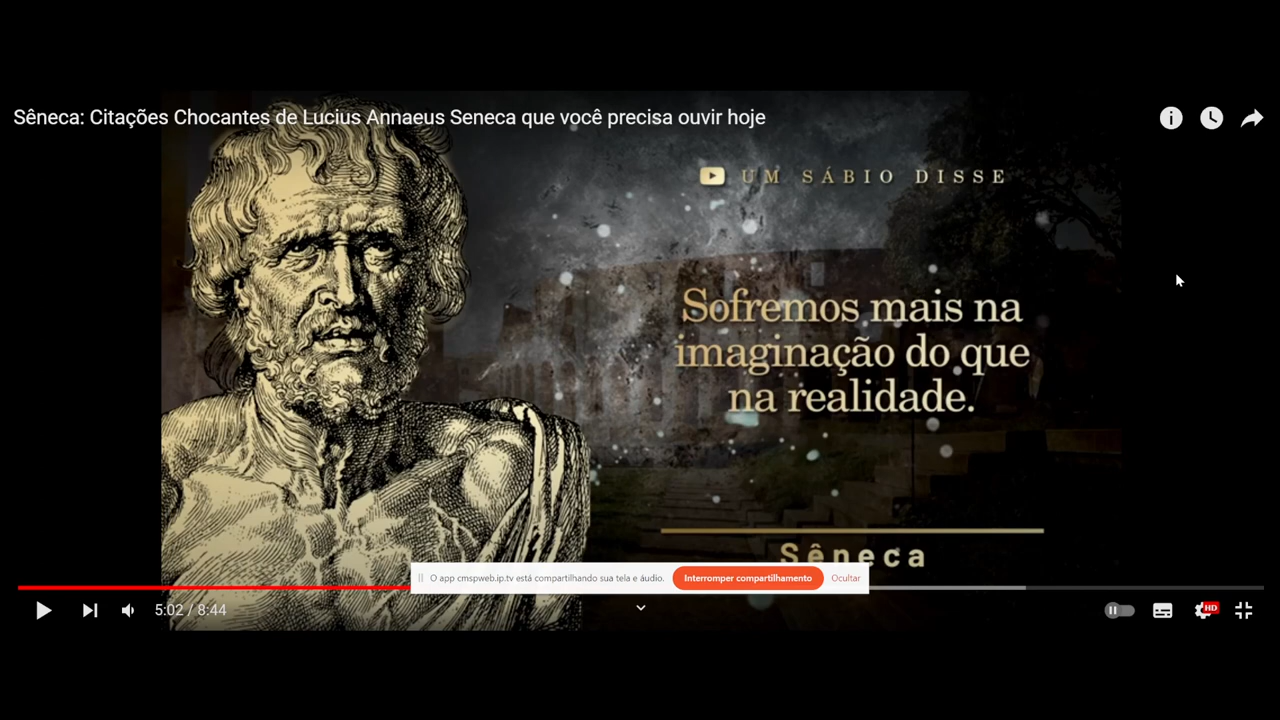 Sêneca: Citações Chocantes de Lucius Annaeus Seneca que você precisa ouvir hoje
UM SÁBIO DISSE
Sofremos mais na
imaginação do que
na realidade.
Sêneca
O app cmspweb.ip.tv está compartilhando sua tela e áudio. Interromper compartilhamento Ocultar
5:02 / 8:44 HD